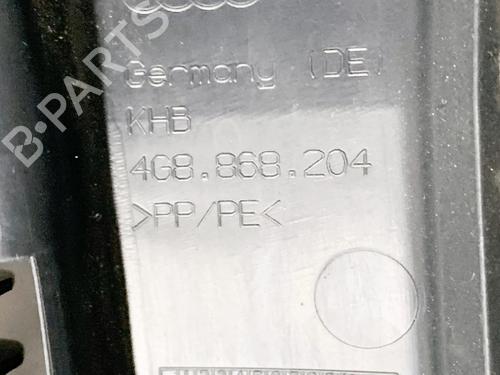 Germany (DE)
KHB
4G8.868.204
>PP/PE<
B-PARTS